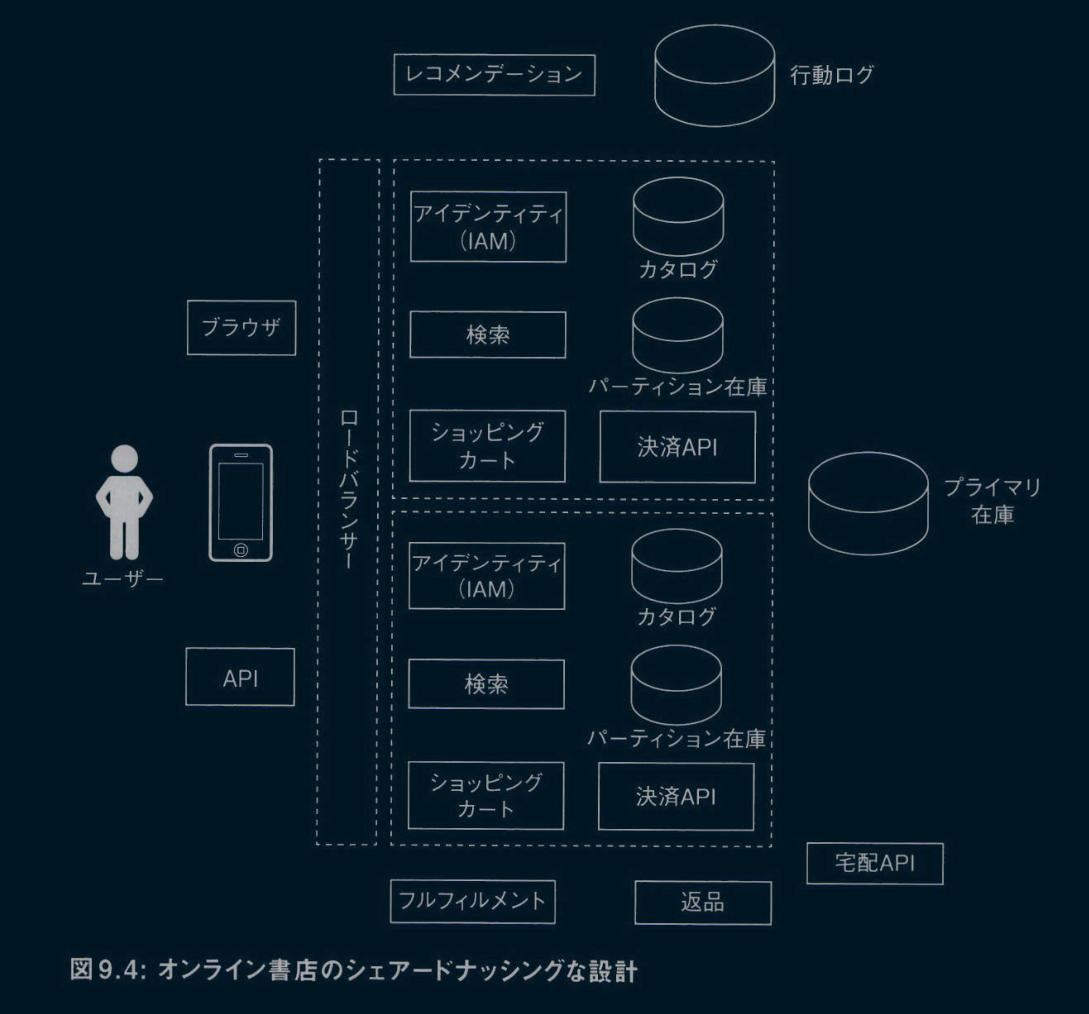 レコメンデーション
行動ログ
アイデンティティ
(IAM)
カタログ
ブラウザ
検索
パーティション在庫
ロードバランサー
ショッピング
カート
決済API
プライマリ
在庫
ユーザー
アイデンティティ
(IAM)
カタログ
API
検索
パーティション在庫
ショッピング
カート
決済API
宅配API
フルフィルメント
返品
図9.4: オンライン書店のシェアードナッシングな設計